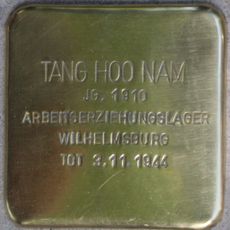 TANG HOO NAM
JG. 1910
ARBEITSERZIEHUNGSLAGER
WILHELMSBURG
TOT 3.11.1944